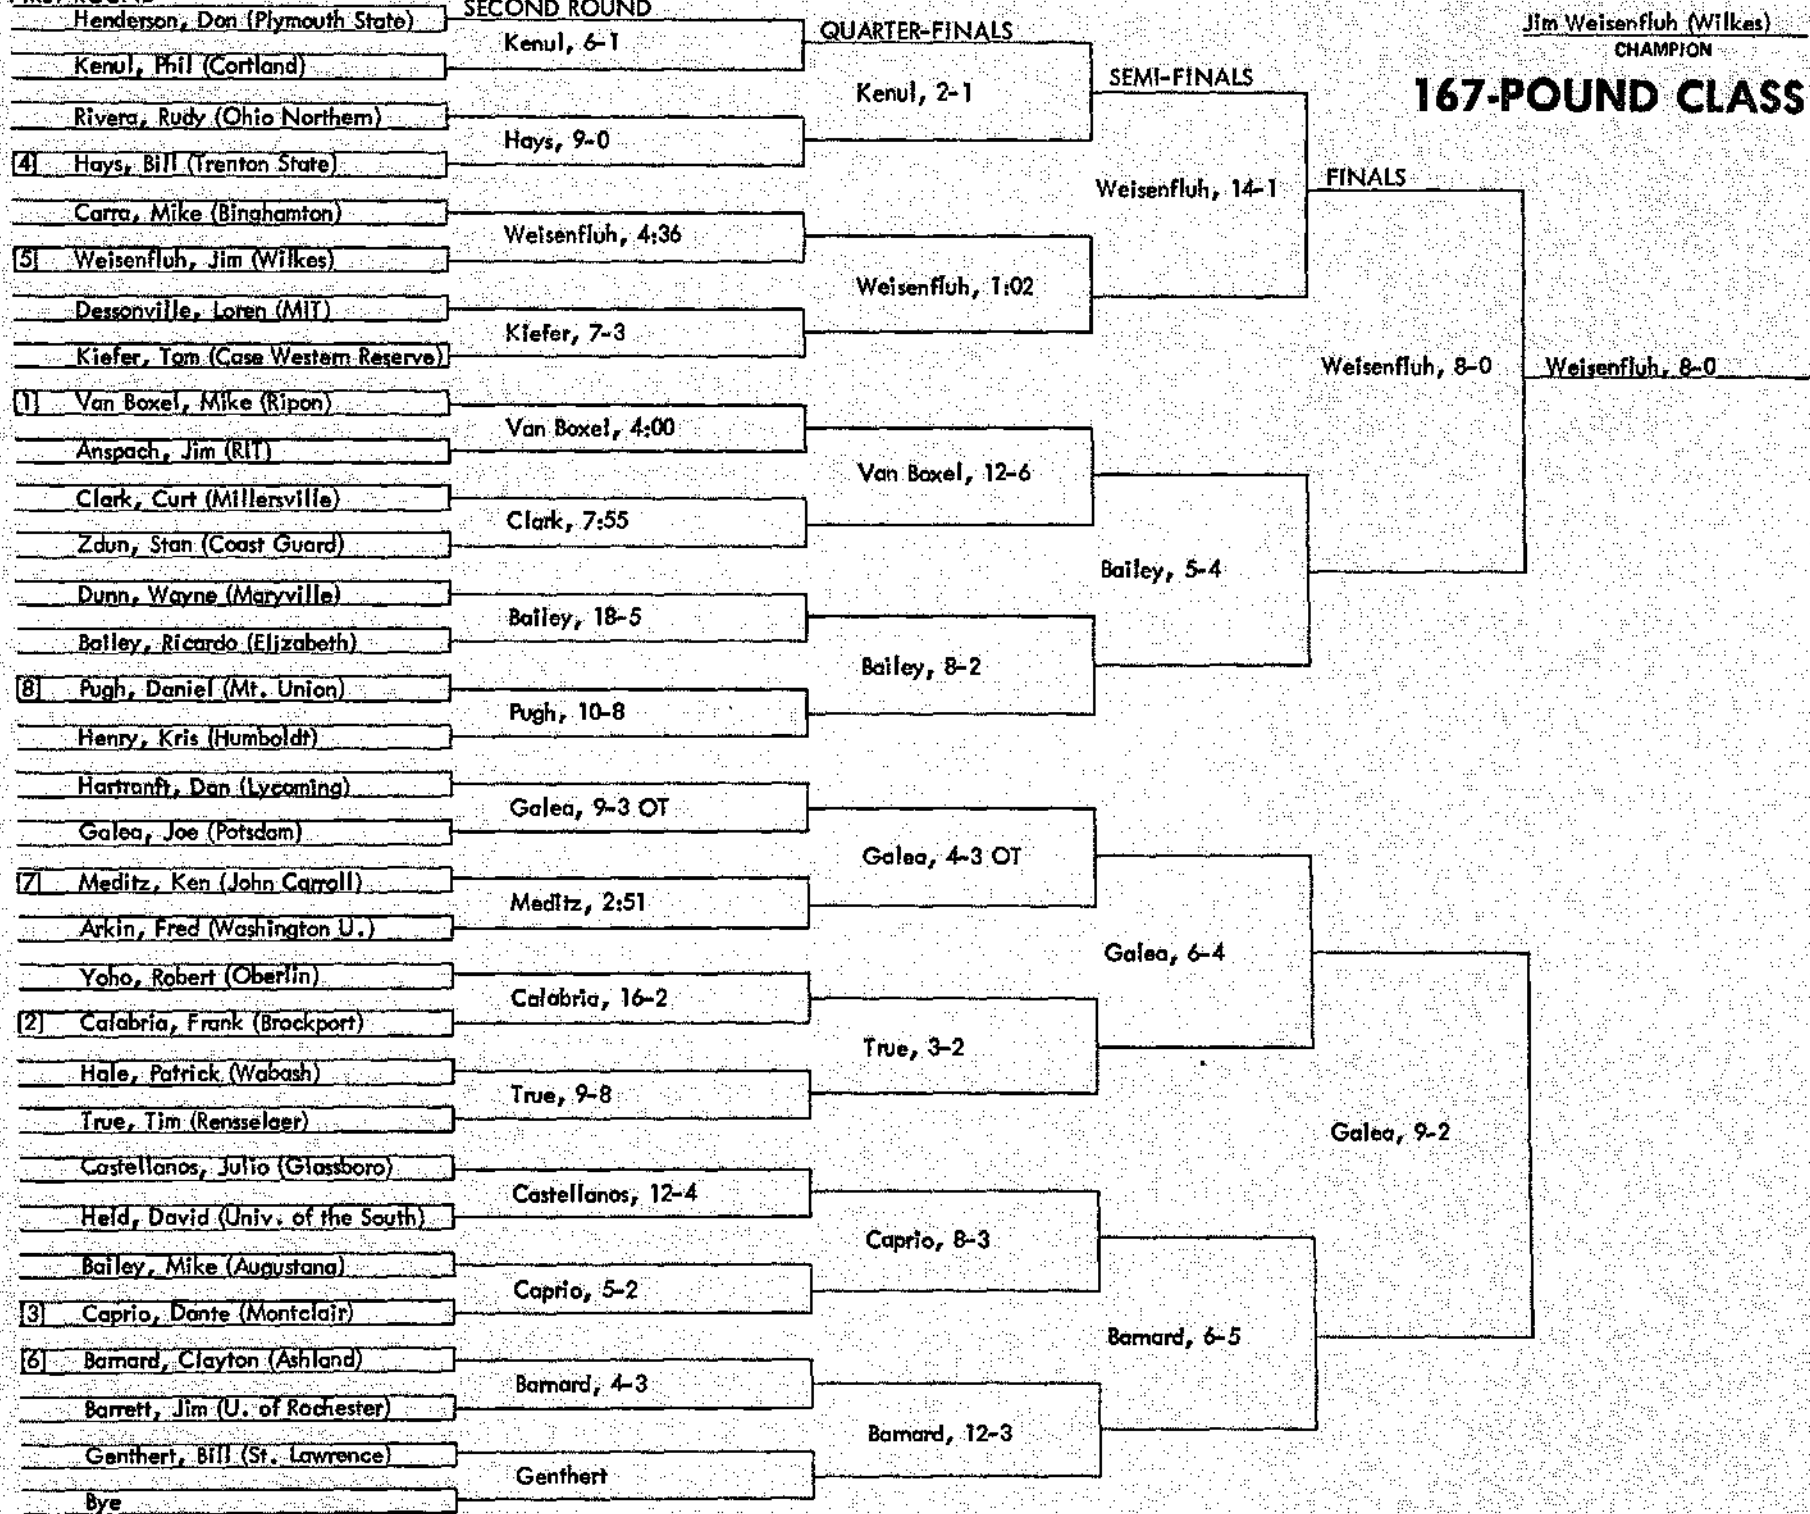 FIRST ROUND
Henderson, Don (Plymouth State)
Kenul, Phil (Cortland)
Rivera, Rudy (Ohio Northern)
[4] Hays, Bill (Trenton State)
Carra, Mike (Binghamton)
[5] Weisenfluh, Jim (Wilkes)
Dessonville, Loren (MIT)
Kiefer, Tom (Case Western Reserve)
[1] Van Boxel, Mike (Ripon)
Anspach, Jim (RIT)
Clark, Curt (Millersville)
Zdun, Stan (Coast Guard)
Dunn, Wayne (Maryville)
Bailey, Ricardo (Elizabeth)
[8] Pugh, Daniel (Mt. Union)
Henry, Kris (Humboldt)
Hartranft, Dan (Lycoming)
Galea, Joe (Potsdam)
[7] Meditz, Ken (John Carroll)
Arkin, Fred (Washington U.)
Yoho, Robert (Oberlin)
[2] Calabria, Frank (Brockport)
Hale, Patrick (Wabash)
True, Tim (Rensselaer)
Castellanos, Julio (Glassboro)
Held, David (Univ. of the South)
Bailey, Mike (Augustana)
[3] Caprio, Dante (Montclair)
[6] Barnard, Clayton (Ashland)
Barrett, Jim (U. of Rochester)
Genthert, Bill (St. Lawrence)
Bye
SECOND ROUND
Kenul, 6-1
Hays, 9-0
Weisenfluh, 4:36
Kiefer, 7-3
Van Boxel, 4:00
Clark, 7:55
Bailey, 18-5
Pugh, 10-8
Galea, 9-3 OT
Meditz, 2:51
Calabria, 16-2
True, 9-8
Castellanos, 12-4
Caprio, 5-2
Barnard, 4-3
Genthert
QUARTER-FINALS
Kenul, 2-1
Weisenfluh, 1:02
Van Boxel, 12-6
Bailey, 8-2
Galea, 4-3 OT
True, 3-2
Caprio, 8-3
Barnard, 12-3
SEMI-FINALS
Weisenfluh, 14-1
Bailey, 5-4
Galea, 6-4
Barnard, 6-5
FINALS
Weisenfluh, 8-0
Galea, 9-2
Weisenfluh, 8-0
Jim Weisenfluh (Wilkes)
CHAMPION
167-POUND CLASS